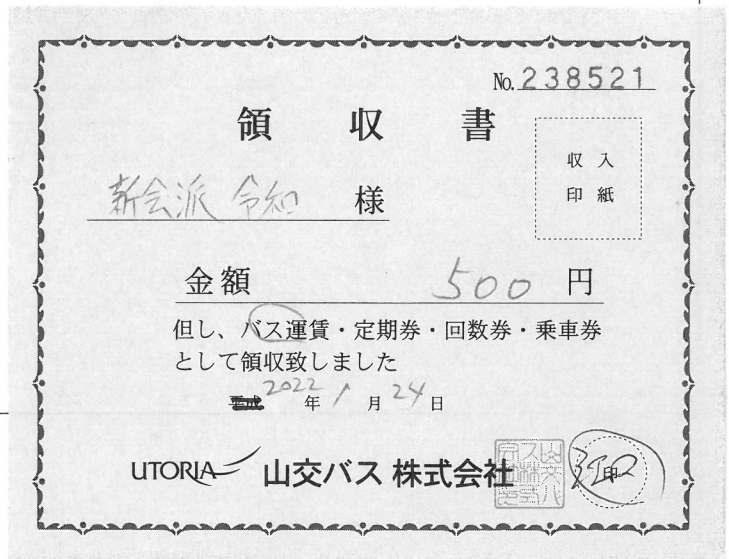 No. 238521
領収書
収入
印紙
新会派 令和 様
金額 500 円
但し、バス運賃・定期券・回数券・乗車券
として領収致しました
平成 2022 年 1 月 24 日
UTORIA 山交バス 株式会社
印